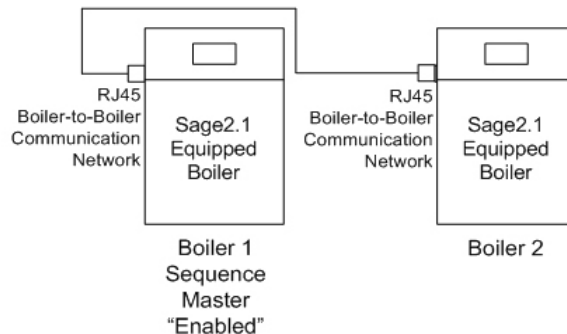 RJ45
Boiler-to-Boiler
Communication
Network
Sage2.1
Equipped
Boiler
Boiler 1
Sequence
Master
“Enabled”
RJ45
Boiler-to-Boiler
Communication
Network
Sage2.1
Equipped
Boiler
Boiler 2